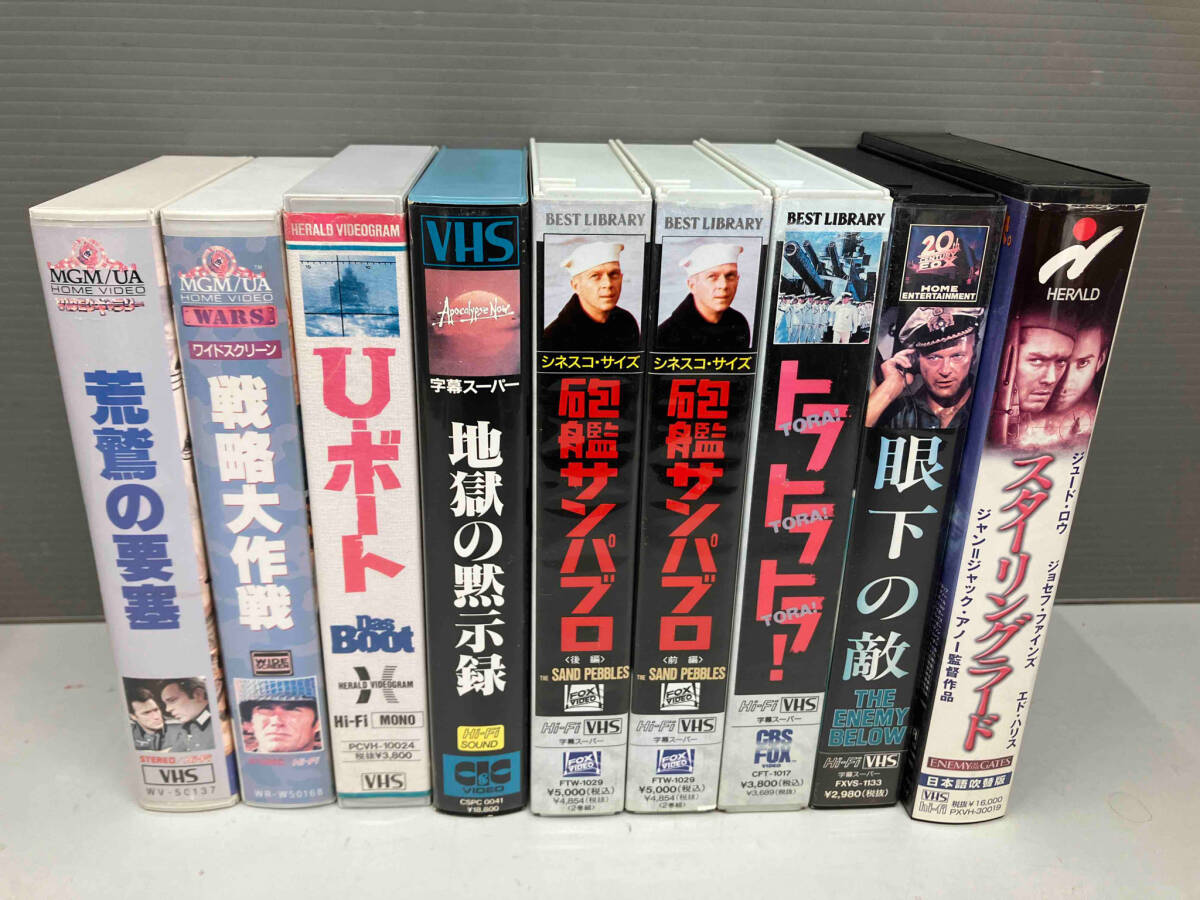 MGM/UA
HOME VIDEO
荒鷲の要塞
STEREO
VHS
WV-SC137
MGM/UA
HOME VIDEO
WARS
ワイドスクリーン
戦略大作戦
WIDE SCREEN
HERALD VIDEOGRAM
U・ボート
Das Boot
HERALD VIDEOGRAM
Hi-Fi MONO
PCVH-10024
税抜¥3,800
VHS
VHS
Apocalypse Now
字幕スーパー
地獄の黙示録
Hi-Fi
SOUND
CIC
VIDEO
CSPC 0041
¥18,800
BEST LIBRARY
シネスコ・サイズ
砲艦サンパブロ
〈後編〉
THE SAND PEBBLES
FOX VIDEO
Hi-Fi VHS
字幕スーパー
FOX VIDEO
FTW-1029
¥5,000(税込)
¥4,854(税抜)
〈2巻組〉
BEST LIBRARY
シネスコ・サイズ
砲艦サンパブロ
〈前編〉
THE SAND PEBBLES
FOX VIDEO
Hi-Fi VHS
字幕スーパー
FOX VIDEO
FTW-1029
¥5,000(税込)
¥4,854(税抜)
〈2巻組〉
BEST LIBRARY
トラトラトラ!
TORA!
TORA!
TORA!
Hi-Fi VHS
字幕スーパー
CBS
FOX
VIDEO
CFT-1017
¥3,800(税込)
¥3,689(税抜)
20th
CENTURY
FOX
HOME
ENTERTAINMENT
眼下の敵
THE
ENEMY
BELOW
Hi-Fi VHS
字幕スーパー
FXVS-1133
¥2,980(税抜)
HERALD
スターリングラード
ジュード・ロウ ジョセフ・ファインズ エド・ハリス
ジャン=ジャック・アノー監督作品
ENEMY AT THE GATES
日本語吹替版
VHS
hi-fi
税抜 ¥16,000
PXVH-30019